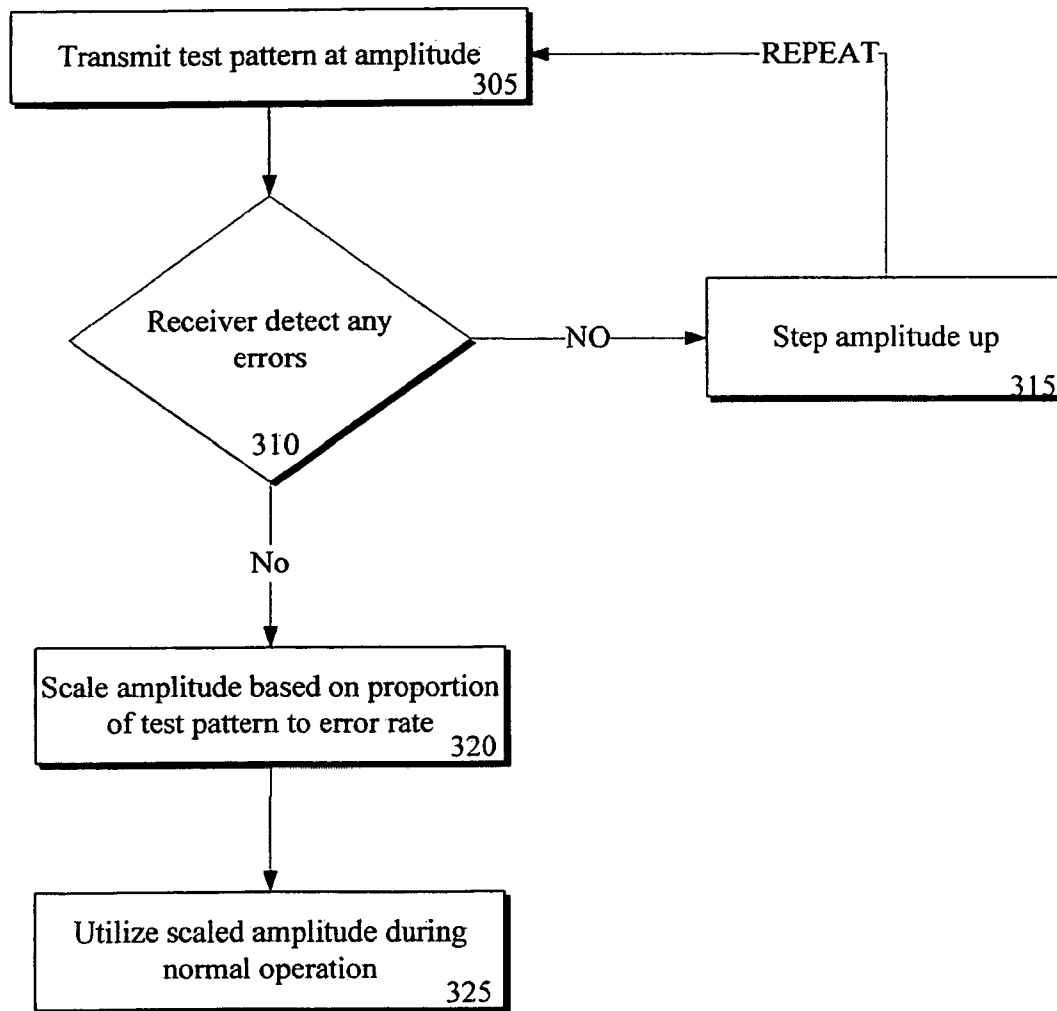 Transmit test pattern at amplitude
305
REPEAT
Receiver detect any
errors
310
NO
Step amplitude up
315
No
Scale amplitude based on proportion
of test pattern to error rate
320
Utilize scaled amplitude during
normal operation
325